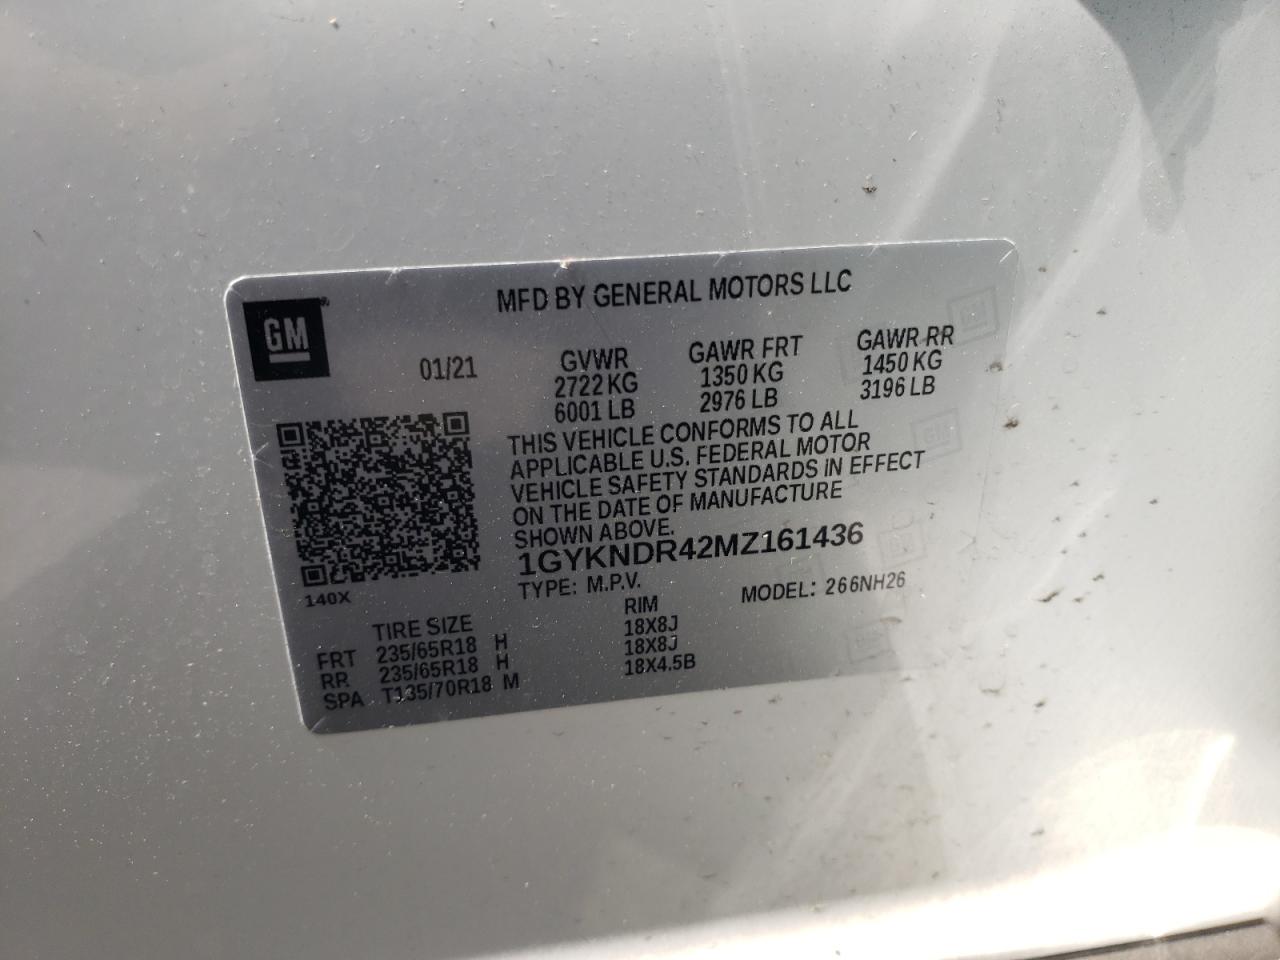 MFD BY GENERAL MOTORS LLC
GM®
01/21 GVWR GAWR FRT GAWR RR
2722 KG 1350 KG 1450 KG
6001 LB 2976 LB 3196 LB
THIS VEHICLE CONFORMS TO ALL
APPLICABLE U.S. FEDERAL MOTOR
VEHICLE SAFETY STANDARDS IN EFFECT
ON THE DATE OF MANUFACTURE
SHOWN ABOVE.
1GYKNDR42MZ161436
140X TYPE: M.P.V. MODEL: 266NH26
TIRE SIZE RIM
FRT 235/65R18 H 18X8J
RR 235/65R18 H 18X8J
SPA T135/70R18 M 18X4.5B